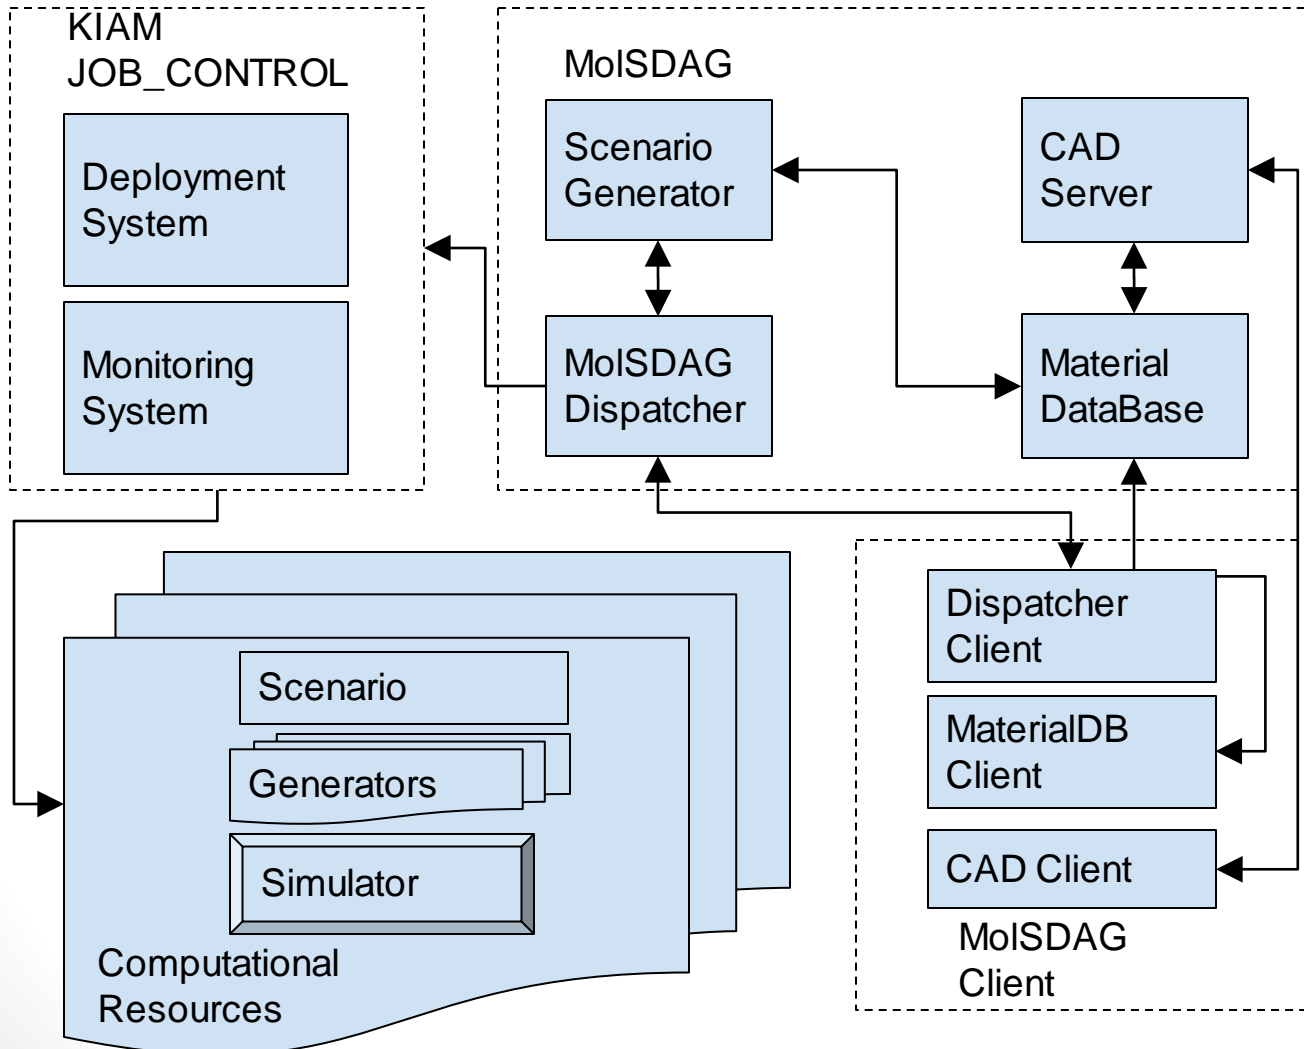 KIAM
JOB_CONTROL
Deployment
System
Monitoring
System
MolSDAG
Scenario
Generator
MolSDAG
Dispatcher
CAD
Server
Material
DataBase
Scenario
Generators
Simulator
Computational
Resources
Dispatcher
Client
MaterialDB
Client
CAD Client
MolSDAG
Client